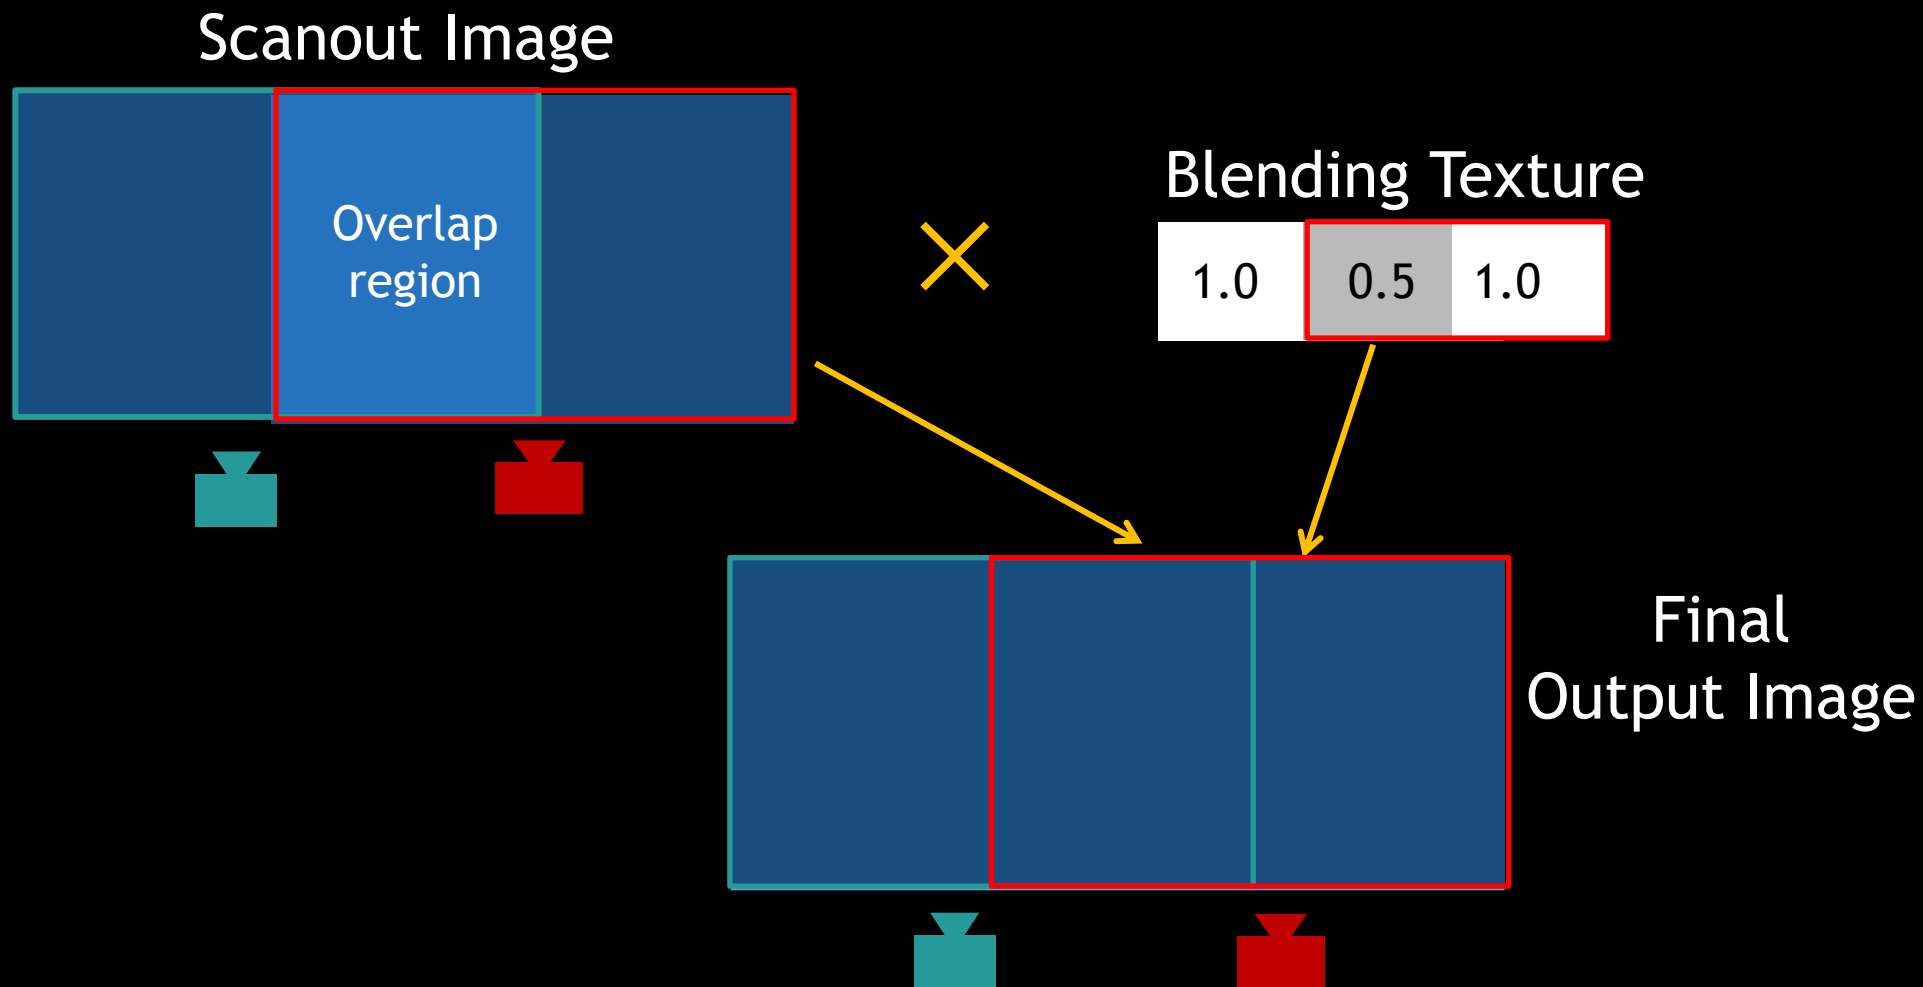 Scanout Image
Overlap
region
Blending Texture
1.0 0.5 1.0
Final
Output Image